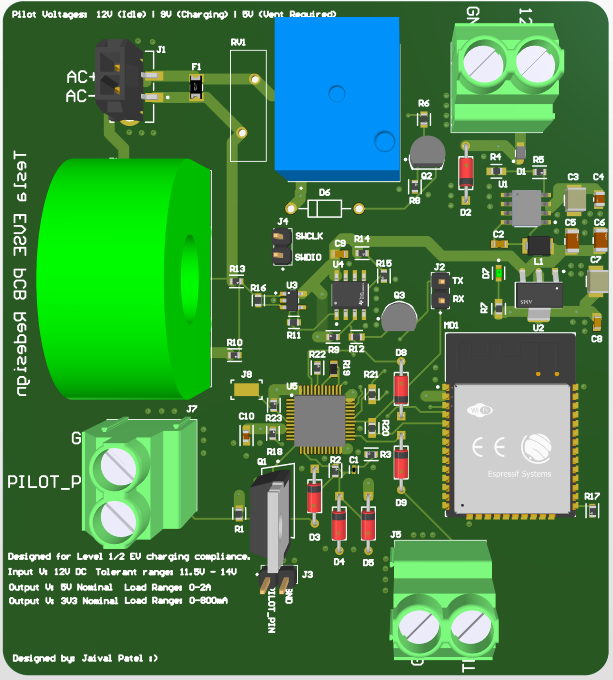 Pilot Voltages: 12V (Idle) | 9V (Charging) | 5V (Vent Required)
GN
12
J1
F1
RV1
AC+
AC-
R6
Q2
R8
D2
D1
R4
R5
U1
C3
C4
D6
J4
SWCLK
SWDIO
C2
C5
C6
L1
C9
R14
U4
R15
J2
TX
RX
D7
C7
R13
R16
U3
R11
Q3
R7
U2
C8
MD1
R9
R12
R10
Tesla EVSE PCB Redesign
D8
R22
R19
J8
U5
R21
R23
C10
R20
R18
J7
G
PILOT_P
Q1
R2
C1
R3
D9
Espressif Systems
R17
R1
D3
D4
D5
J5
J3
GND
PILOT_PIN
Designed for Level 1/2 EV charging compliance.
Input V: 12V DC Tolerant range: 11.5V - 14V
Output V: 5V Nominal Load Range: 0-2A
Output V: 3V3 Nominal Load Range: 0-800mA
Designed by: Jaival Patel :)
G